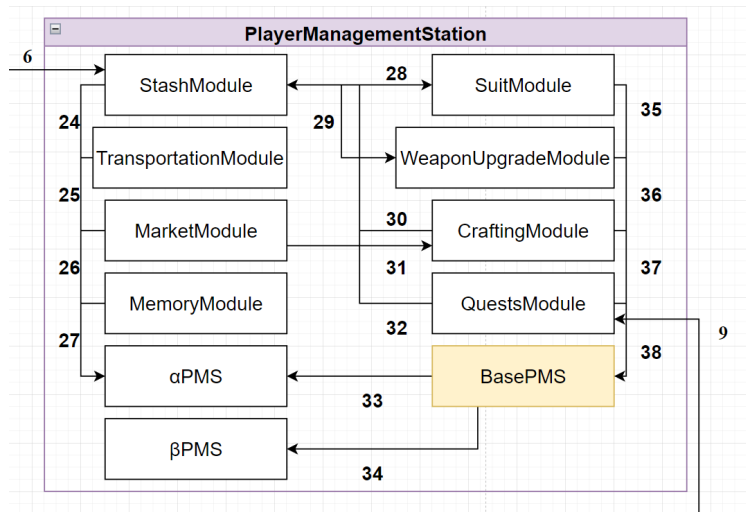 PlayerManagementStation
6
StashModule
28
SuitModule
24
29
35
TransportationModule
WeaponUpgradeModule
25
36
MarketModule
30
CraftingModule
26
31
37
MemoryModule
QuestsModule
27
32
9
38
αPMS
BasePMS
33
βPMS
34